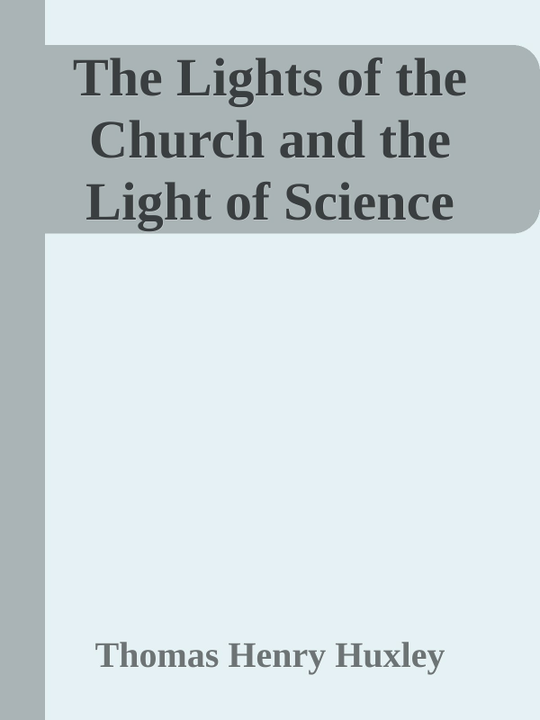 The Lights of the
Church and the
Light of Science
Thomas Henry Huxley